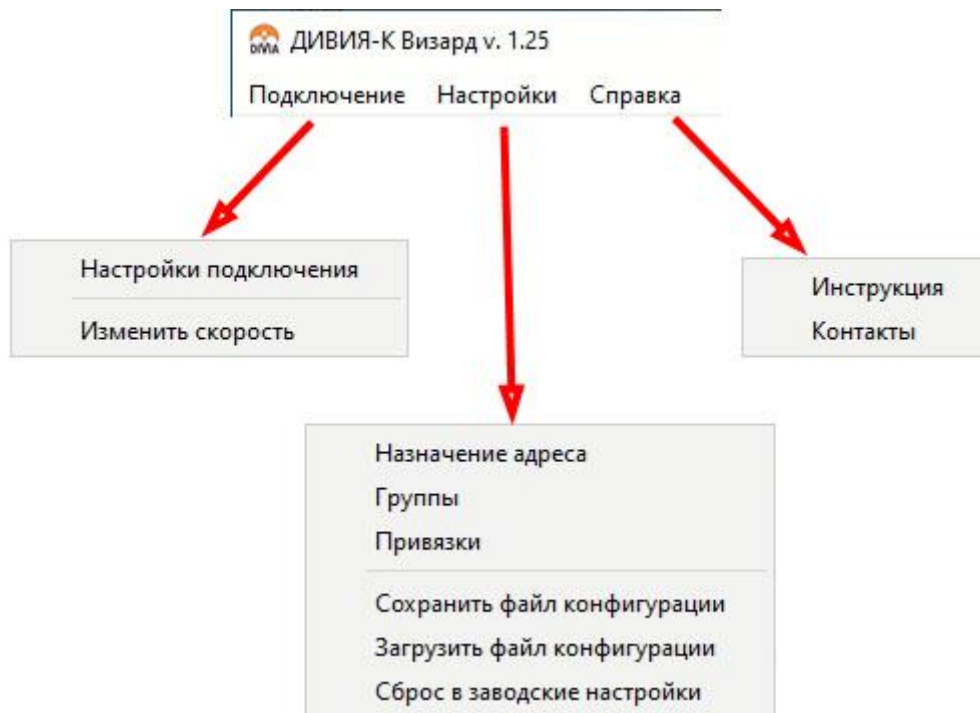 DIVIA
ДИВИЯ-К Визард v. 1.25
Подключение Настройки Справка
Настройки подключения
Изменить скорость
Инструкция
Контакты
Назначение адреса
Группы
Привязки
Сохранить файл конфигурации
Загрузить файл конфигурации
Сброс в заводские настройки